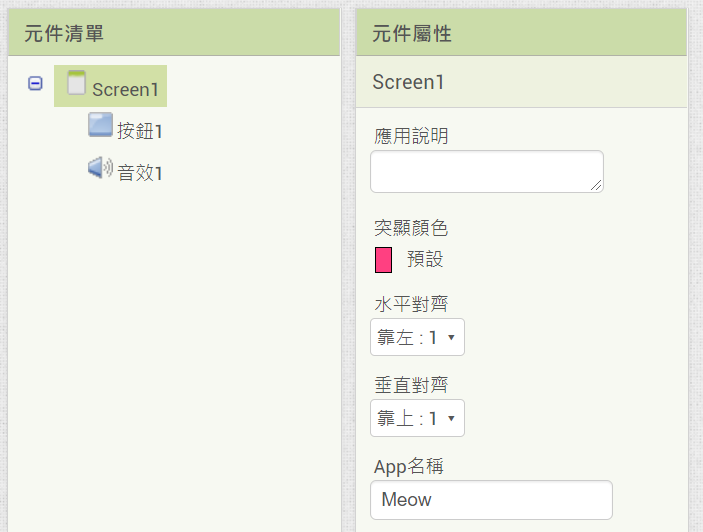 元件清單
Screen1
按鈕1
音效1
元件屬性
Screen1
應用說明
突顯顏色
預設
水平對齊
靠左 : 1
垂直對齊
靠上 : 1
App名稱
Meow